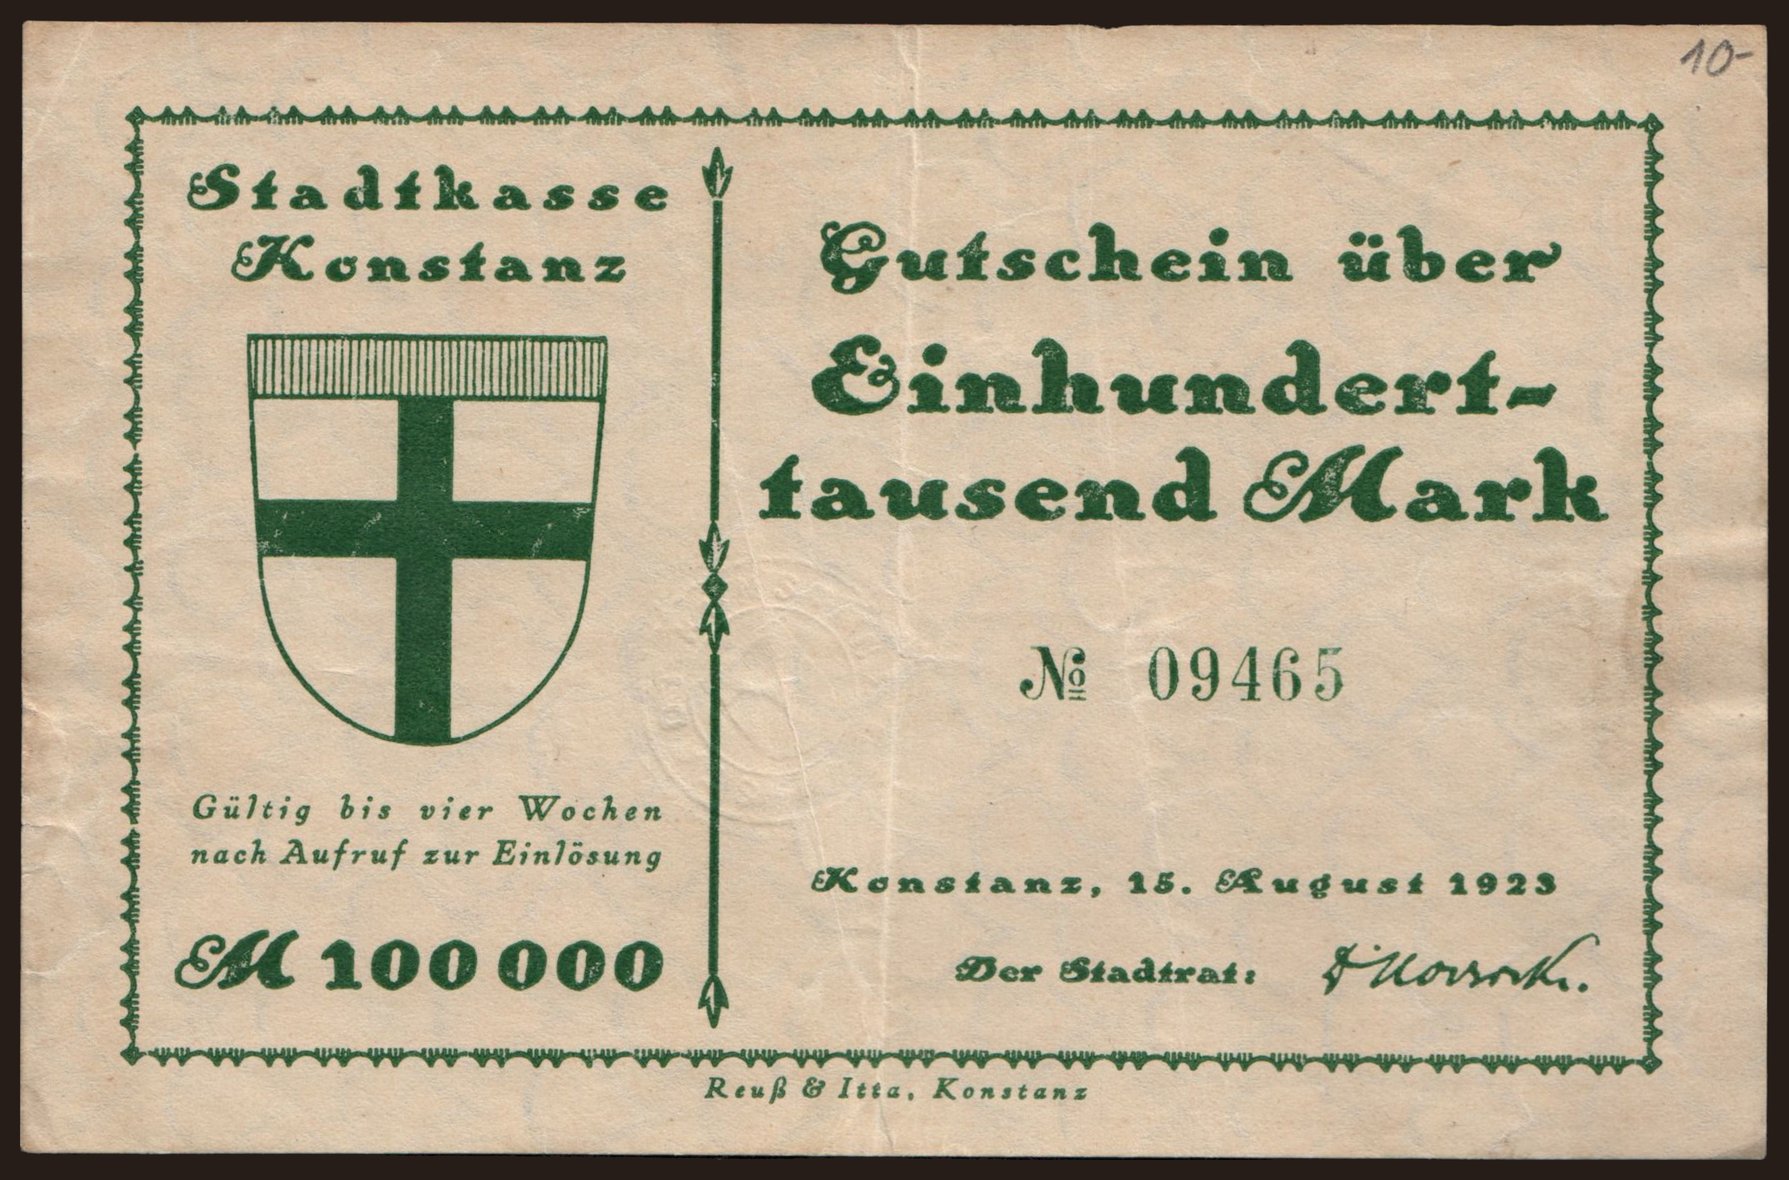 10-
Stadtkasse
Konstanz
Gültig bis vier Wochen
nach Aufruf zur Einlösung
M 100 000
Gutschein über
Einhundert-
tausend Mark
№ 09465
Konstanz, 15. August 1923
Der Stadtrat:
Reuß & Itta, Konstanz